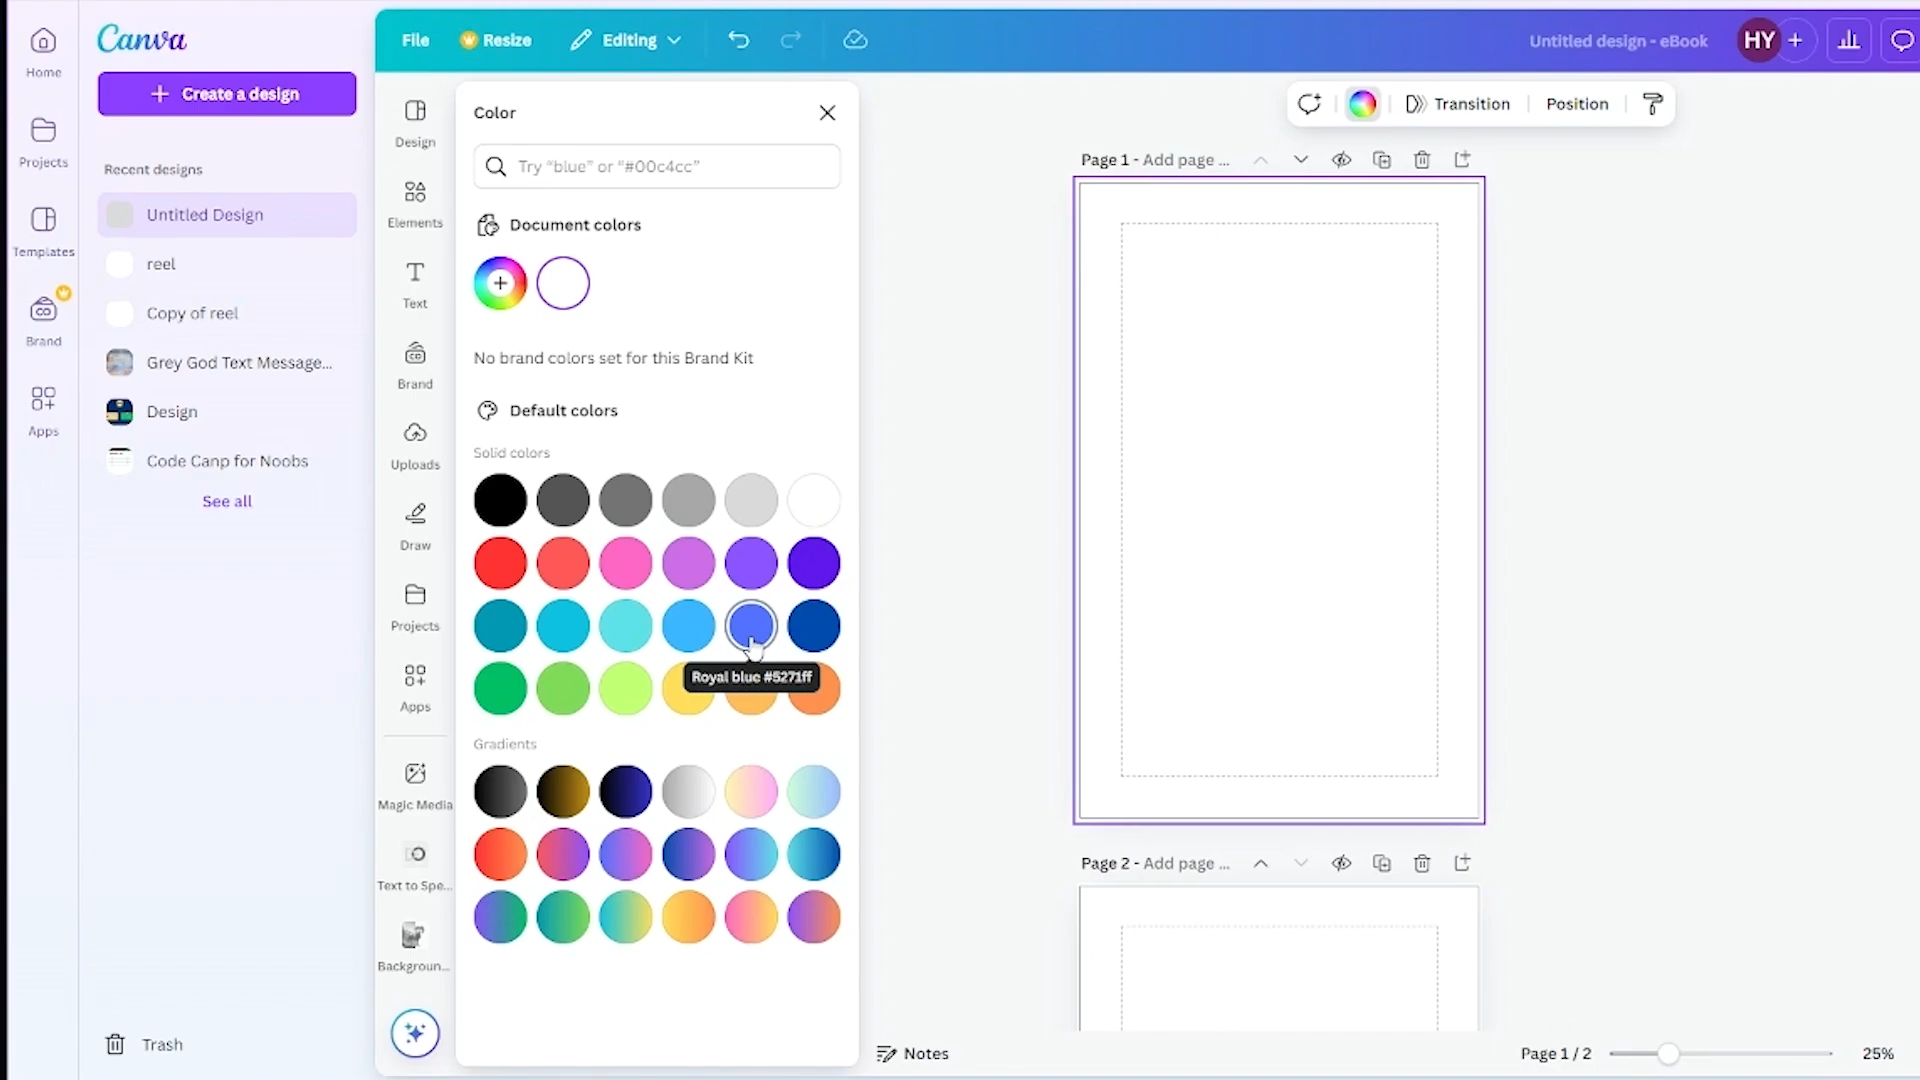 Canva
File
Resize
Editing
Untitled design - eBook
HY
Home
Projects
Templates
Brand
Apps
Create a design
Recent designs
Untitled Design
reel
Copy of reel
Grey God Text Message...
Design
Code Canp for Noobs
See all
Trash
Design
Elements
Text
Brand
Uploads
Draw
Projects
Apps
Magic Media
Text to Spe...
Backgroun...
Color
Try “blue” or “#00c4cc”
Document colors
No brand colors set for this Brand Kit
Default colors
Solid colors
Royal blue #5271ff
Gradients
Transition
Position
Page 1 - Add page ...
Page 2 - Add page ...
Notes
Page 1 / 2
25%